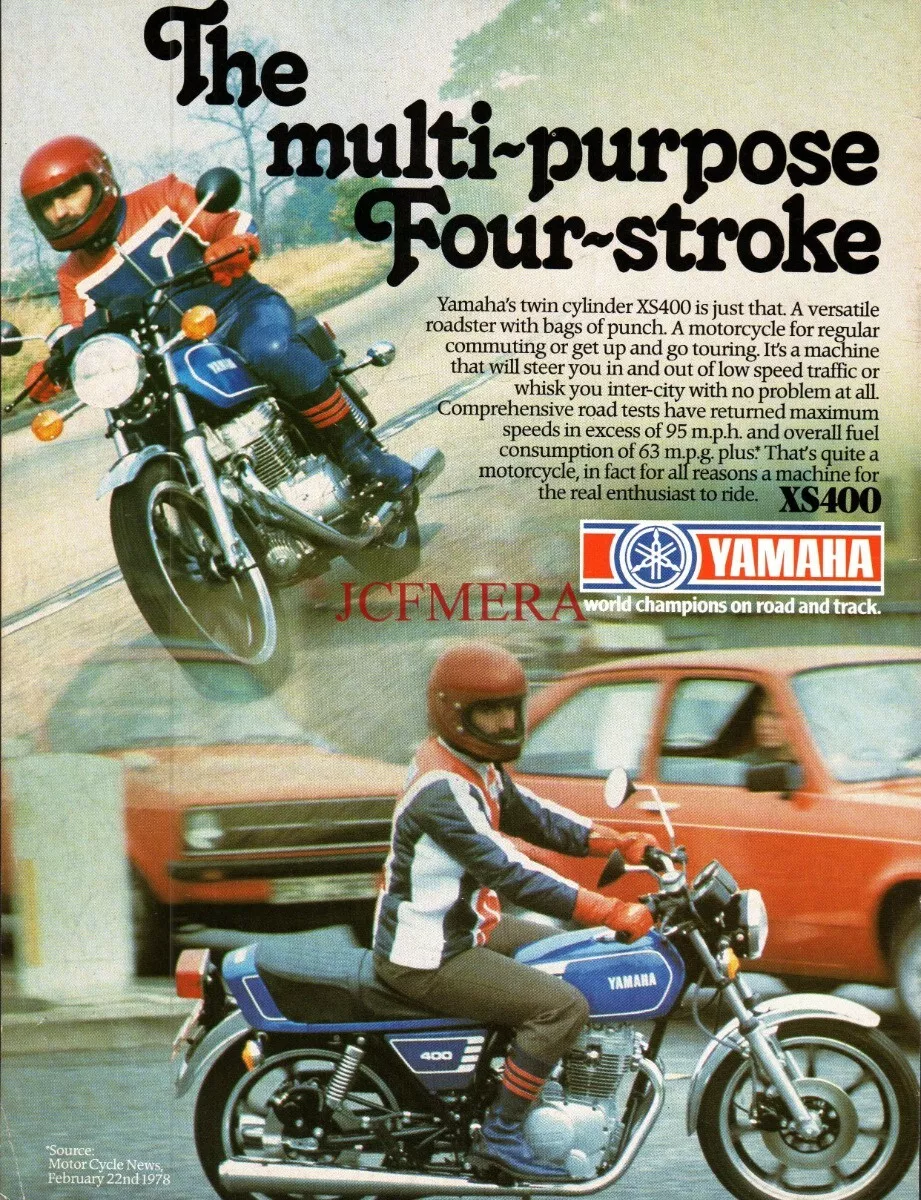 The
multi-purpose
Four-stroke
Yamaha's twin cylinder XS400 is just that. A versatile
roadster with bags of punch. A motorcycle for regular
commuting or get up and go touring. It's a machine
that will steer you in and out of low speed traffic or
whisk you inter-city with no problem at all.
Comprehensive road tests have returned maximum
speeds in excess of 95 m.p.h. and overall fuel
consumption of 63 m.p.g. plus.* That's quite a
motorcycle, in fact for all reasons a machine for
the real enthusiast to ride. XS400
YAMAHA
world champions on road and track.
JCFMERA
YAMAHA
YAMAHA
400
*Source:
Motor Cycle News,
February 22nd 1978